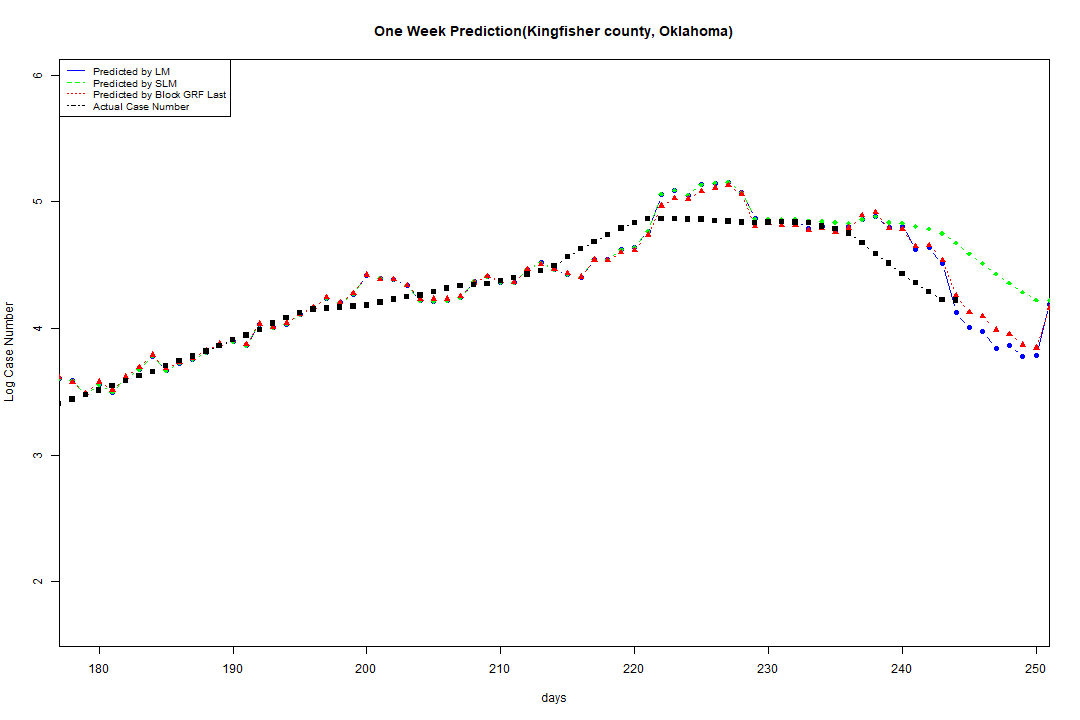 One Week Prediction(Kingfisher county, Oklahoma)
Predicted by LM
Predicted by SLM
Predicted by Block GRF Last
Actual Case Number
6
5
4
3
2
Log Case Number
180 190 200 210 220 230 240 250
days